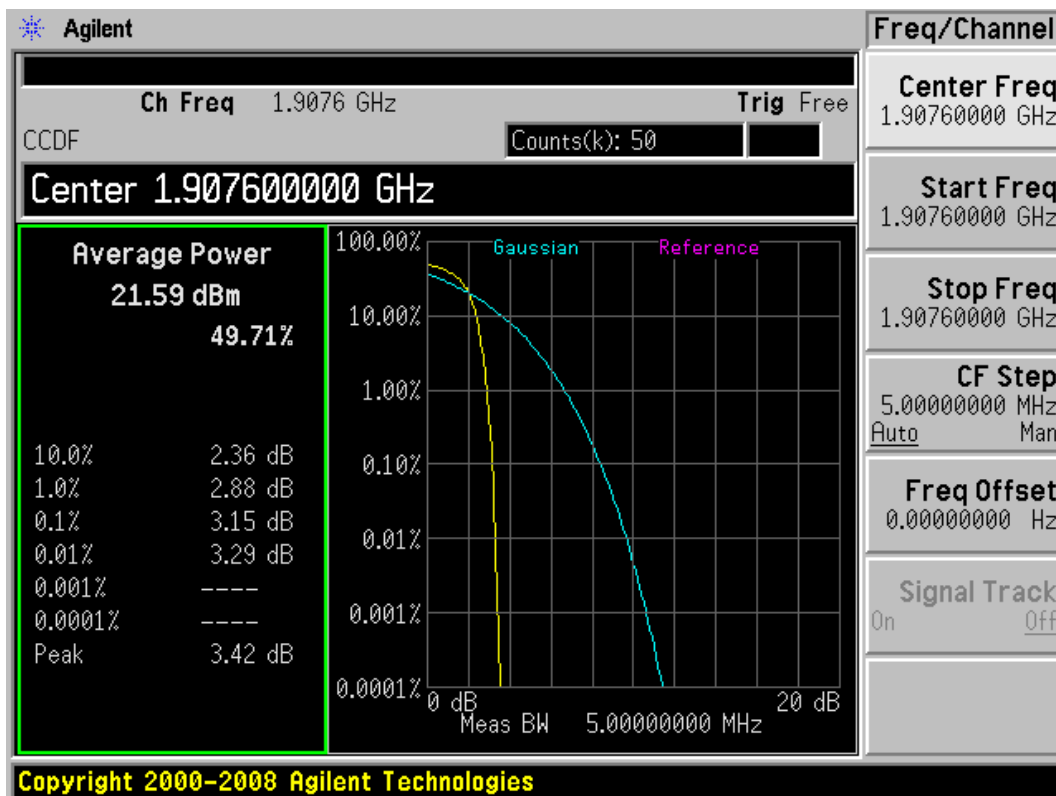 Agilent
Freq/Channel
Ch Freq 1.9076 GHz
Trig Free
CCDF
Counts(k): 50
Center 1.907600000 GHz
Average Power
21.59 dBm
49.71%
10.0% 2.36 dB
1.0% 2.88 dB
0.1% 3.15 dB
0.01% 3.29 dB
0.001% ----
0.0001% ----
Peak 3.42 dB
Gaussian
Reference
100.00%
10.00%
1.00%
0.10%
0.01%
0.001%
0.0001%
0 dB
20 dB
Meas BW 5.00000000 MHz
Center Freq
1.90760000 GHz
Start Freq
1.90760000 GHz
Stop Freq
1.90760000 GHz
CF Step
5.00000000 MHz
Auto Man
Freq Offset
0.00000000 Hz
Signal Track
On Off
Copyright 2000-2008 Agilent Technologies